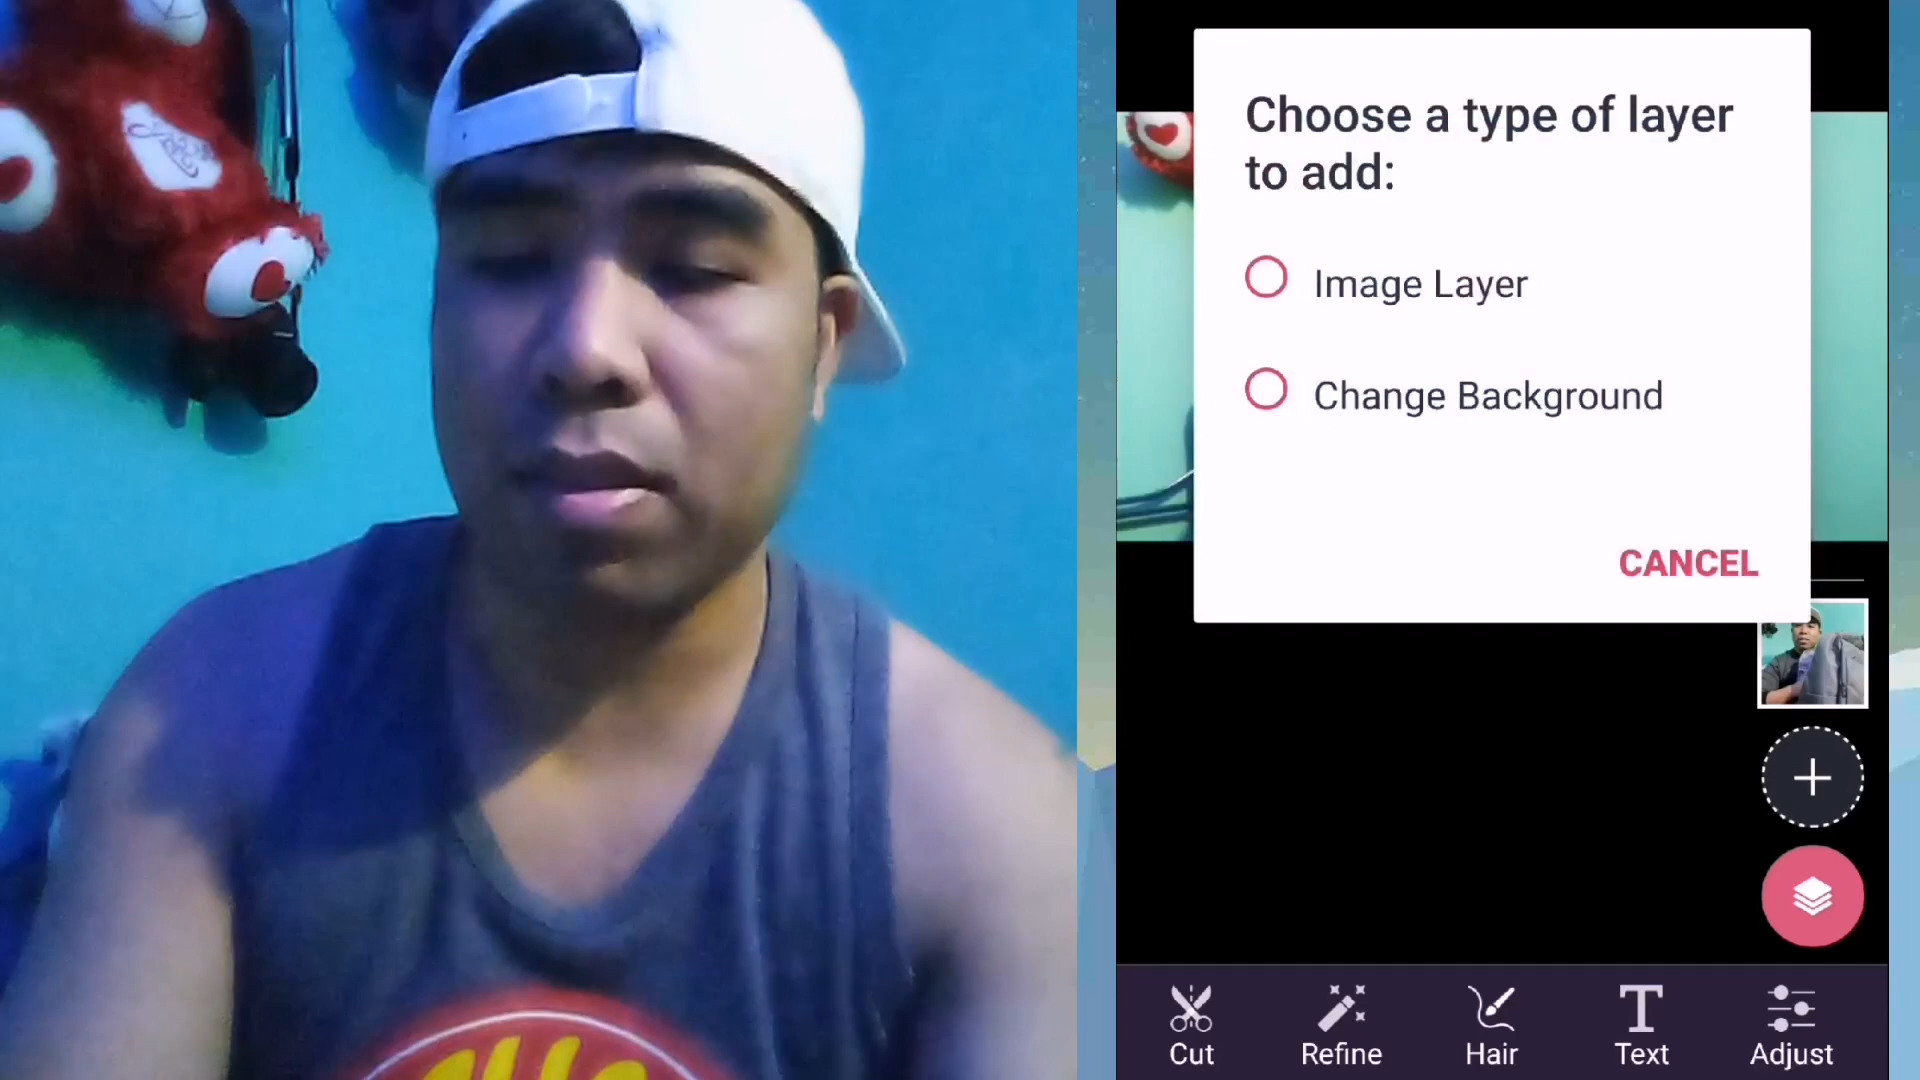 Choose a type of layer
to add:
Image Layer
Change Background
CANCEL
Cut
Refine
Hair
Text
Adjust